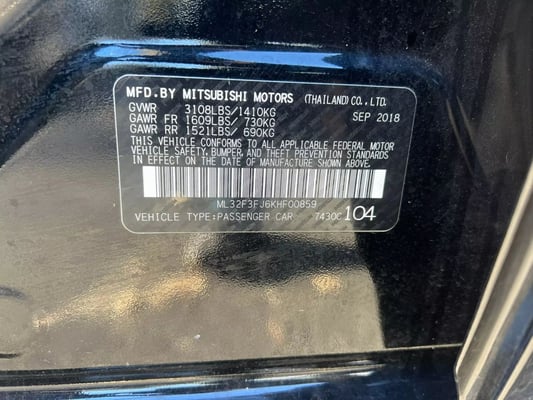 MFD.BY MITSUBISHI MOTORS (THAILAND) CO., LTD.
GVWR 3108LBS/1410KG SEP 2018
GAWR FR 1609LBS/ 730KG
GAWR RR 1521LBS/ 690KG
THIS VEHICLE CONFORMS TO ALL APPLICABLE FEDERAL MOTOR
VEHICLE SAFETY, BUMPER, AND THEFT PREVENTION STANDARDS
IN EFFECT ON THE DATE OF MANUFACTURE SHOWN ABOVE.
ML32F3FJ6KHF00859
VEHICLE TYPE:PASSENGER CAR 7430C 104